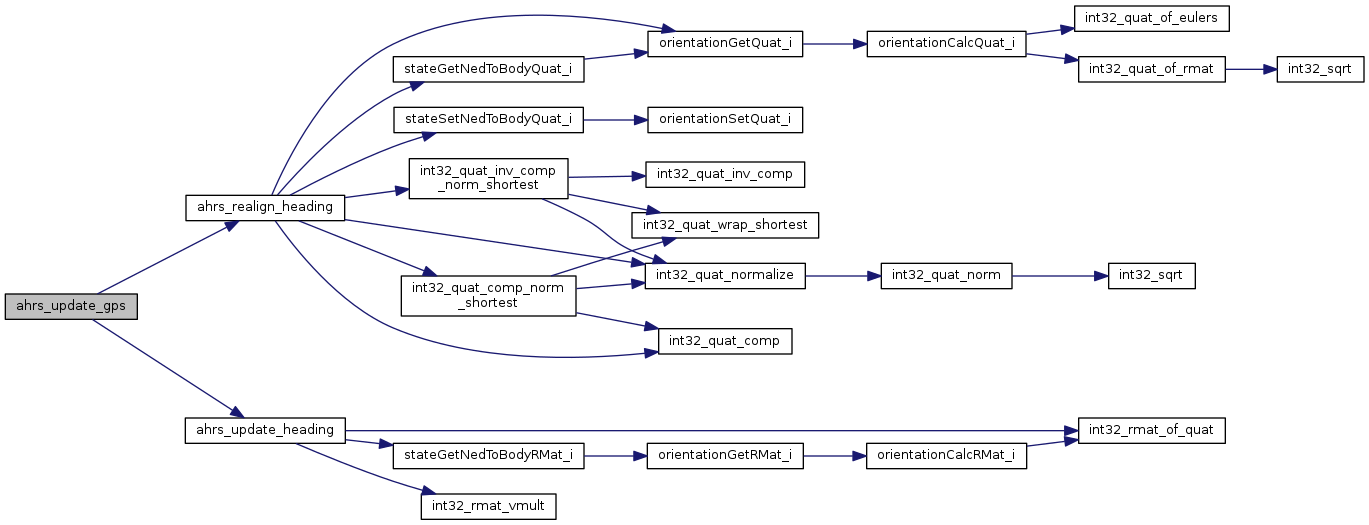 ahrs_update_gps
ahrs_realign_heading
ahrs_update_heading
stateGetNedToBodyQuat_i
stateSetNedToBodyQuat_i
int32_quat_inv_comp
_norm_shortest
int32_quat_comp_norm
_shortest
stateGetNedToBodyRMat_i
int32_rmat_vmult
orientationGetQuat_i
orientationSetQuat_i
int32_quat_inv_comp
int32_quat_wrap_shortest
int32_quat_normalize
int32_quat_comp
orientationGetRMat_i
orientationCalcQuat_i
int32_quat_norm
orientationCalcRMat_i
int32_quat_of_eulers
int32_quat_of_rmat
int32_sqrt
int32_rmat_of_quat
int32_sqrt